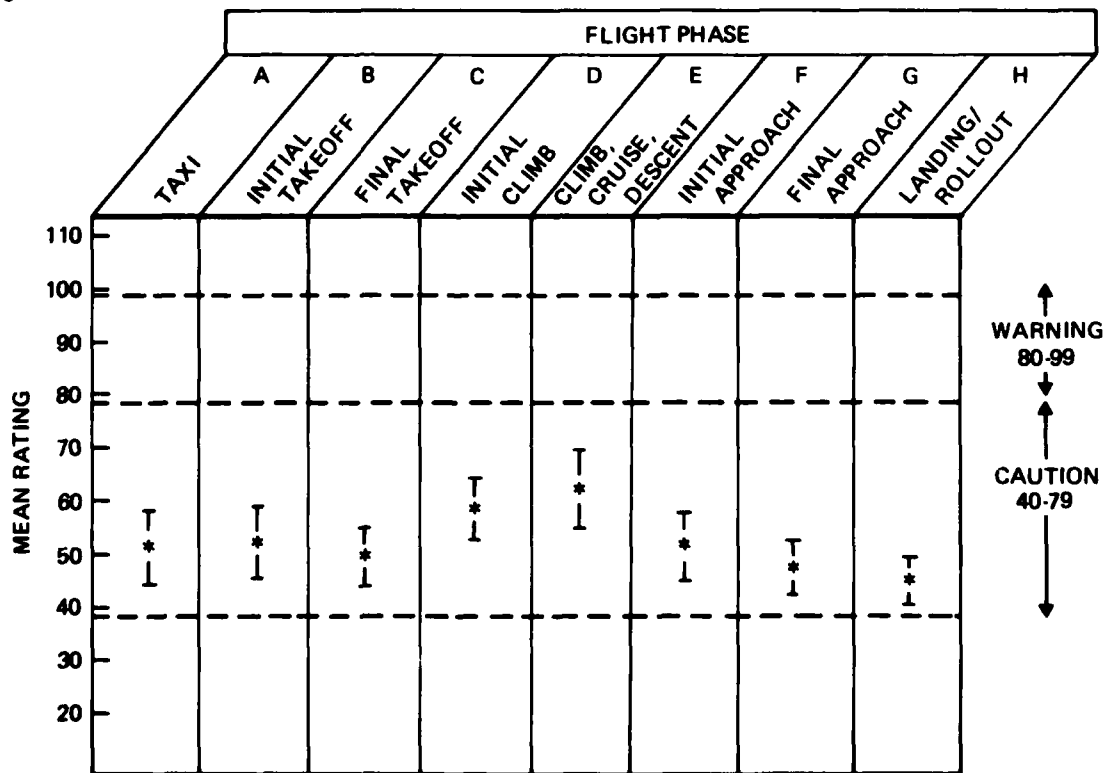 FLIGHT PHASE
A B C D E F G H
TAXI
INITIAL
TAKEOFF
FINAL
TAKEOFF
INITIAL
CLIMB
CLIMB,
CRUISE,
DESCENT
INITIAL
APPROACH
FINAL
APPROACH
LANDING/
ROLLOUT
MEAN RATING
110
100
90
80
70
60
50
40
30
20
WARNING
80-99
CAUTION
40-79